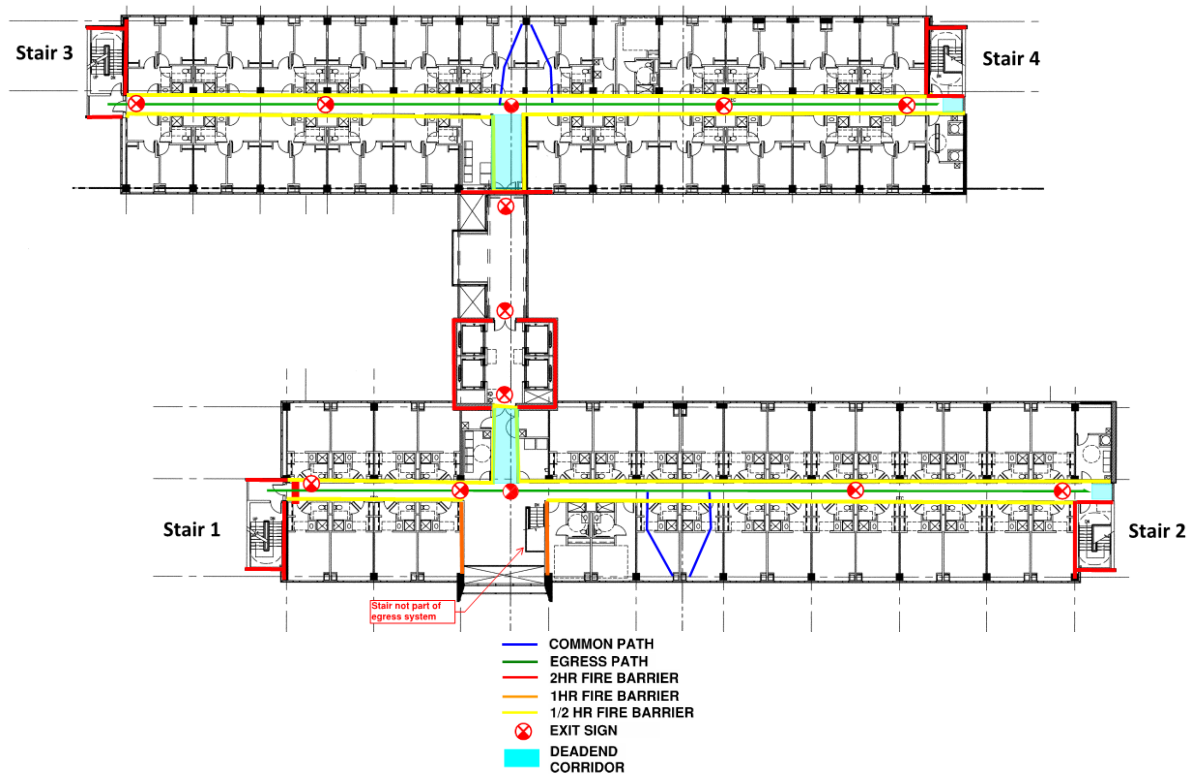 Stair 3
Stair 4
Stair 1
Stair 2
Stair not part of
egress system
COMMON PATH
EGRESS PATH
2HR FIRE BARRIER
1HR FIRE BARRIER
1/2 HR FIRE BARRIER
EXIT SIGN
DEADEND
CORRIDOR